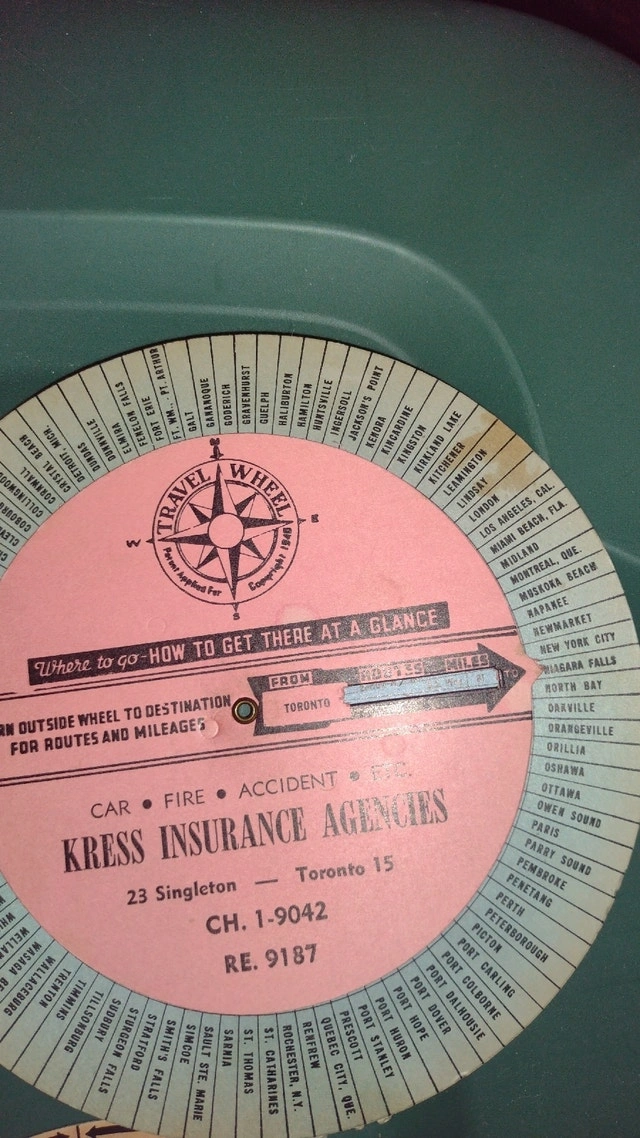 N
TRAVEL WHEEL
W
E
S
Patent Applied For
Copyright 1948
Where to go-HOW TO GET THERE AT A GLANCE
RN OUTSIDE WHEEL TO DESTINATION
FOR ROUTES AND MILEAGES
FROM
TORONTO
ROUTES
MILES
TO
CAR • FIRE • ACCIDENT • ETC.
KRESS INSURANCE AGENCIES
23 Singleton — Toronto 15
CH. 1-9042
RE. 9187
COLLINGWOO
CORNWALL
CRYSTAL BEACH
DETROIT, MICH.
DUNDAS
DUNNVILLE
ELMIRA
FENELON FALLS
FORT ERIE
FT. WM. - PT. ARTHUR
GALT
GANANOQUE
GODERICH
GRAVENHURST
GUELPH
HALIBURTON
HAMILTON
HUNTSVILLE
INGERSOLL
JACKSON'S POINT
KENORA
KINCARDINE
KINGSTON
KIRKLAND LAKE
KITCHENER
LEAMINGTON
LINDSAY
LONDON
LOS ANGELES, CAL.
MIAMI BEACH, FLA.
MIDLAND
MONTREAL, QUE.
MUSKOKA BEACH
NAPANEE
NEWMARKET
NEW YORK CITY
NIAGARA FALLS
NORTH BAY
OAKVILLE
ORANGEVILLE
ORILLIA
OSHAWA
OTTAWA
OWEN SOUND
PARIS
PARRY SOUND
PEMBROKE
PENETANG
PERTH
PETERBOROUGH
PICTON
PORT CARLING
PORT COLBORNE
PORT DALHOUSIE
PORT DOVER
PORT HOPE
PORT HURON
PORT STANLEY
PRESCOTT
QUEBEC CITY, QUE.
RENFREW
ROCHESTER, N.Y.
ST. CATHARINES
ST. THOMAS
SARNIA
SAULT STE. MARIE
SIMCOE
SMITH'S FALLS
STRATFORD
STURGEON FALLS
SUDBURY
TILLSONBURG
TIMMINS
TRENTON
WALLACEBURG
WASAGA BE
WELLAN